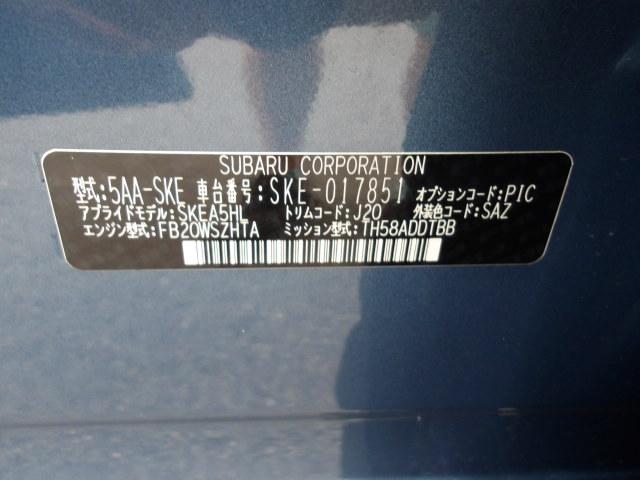 SUBARU CORPORATION
型式:5AA-SKE 車台番号:SKE-017851 オプションコード:PIC
アプライドモデル:SKEA5HL トリムコード:J20 外装色コード:SAZ
エンジン型式:FB20WSZHTA ミッション型式:TH58ADDTBB